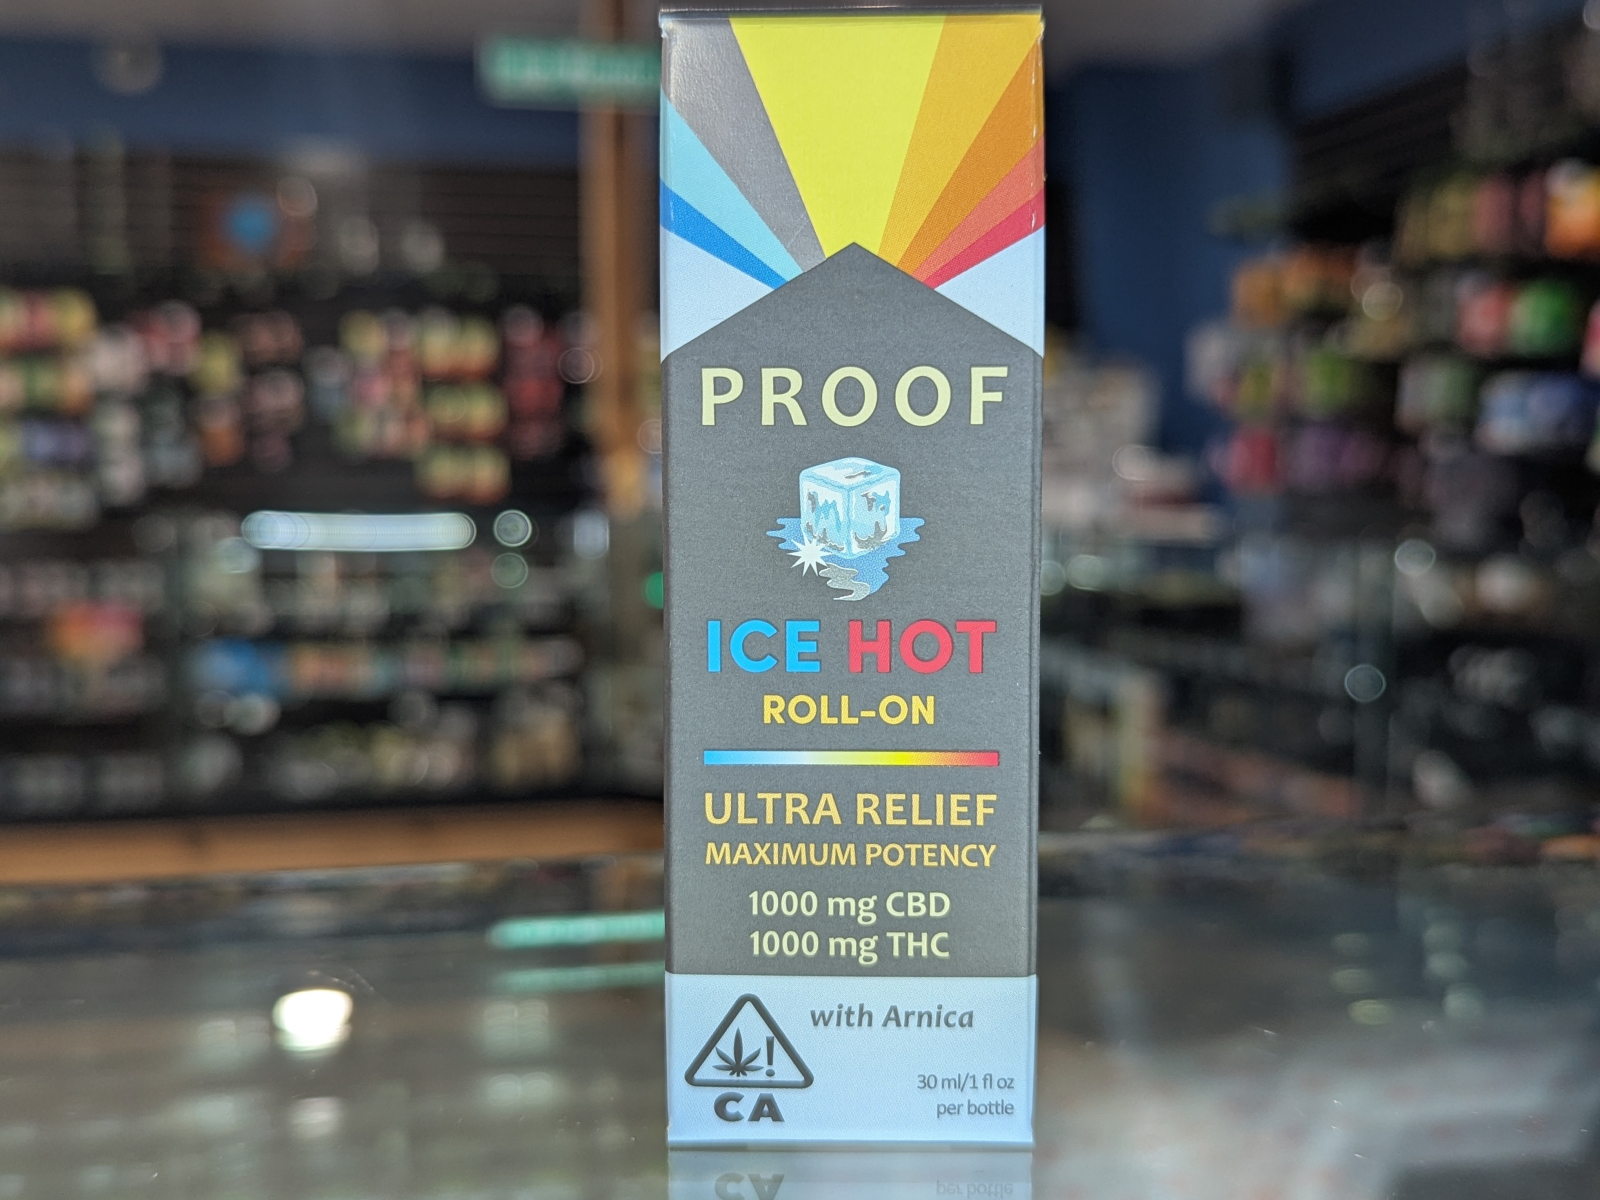 PROOF
ICE HOT
ROLL-ON
ULTRA RELIEF
MAXIMUM POTENCY
1000 mg CBD
1000 mg THC
with Arnica
CA
30 ml/1 fl oz
per bottle